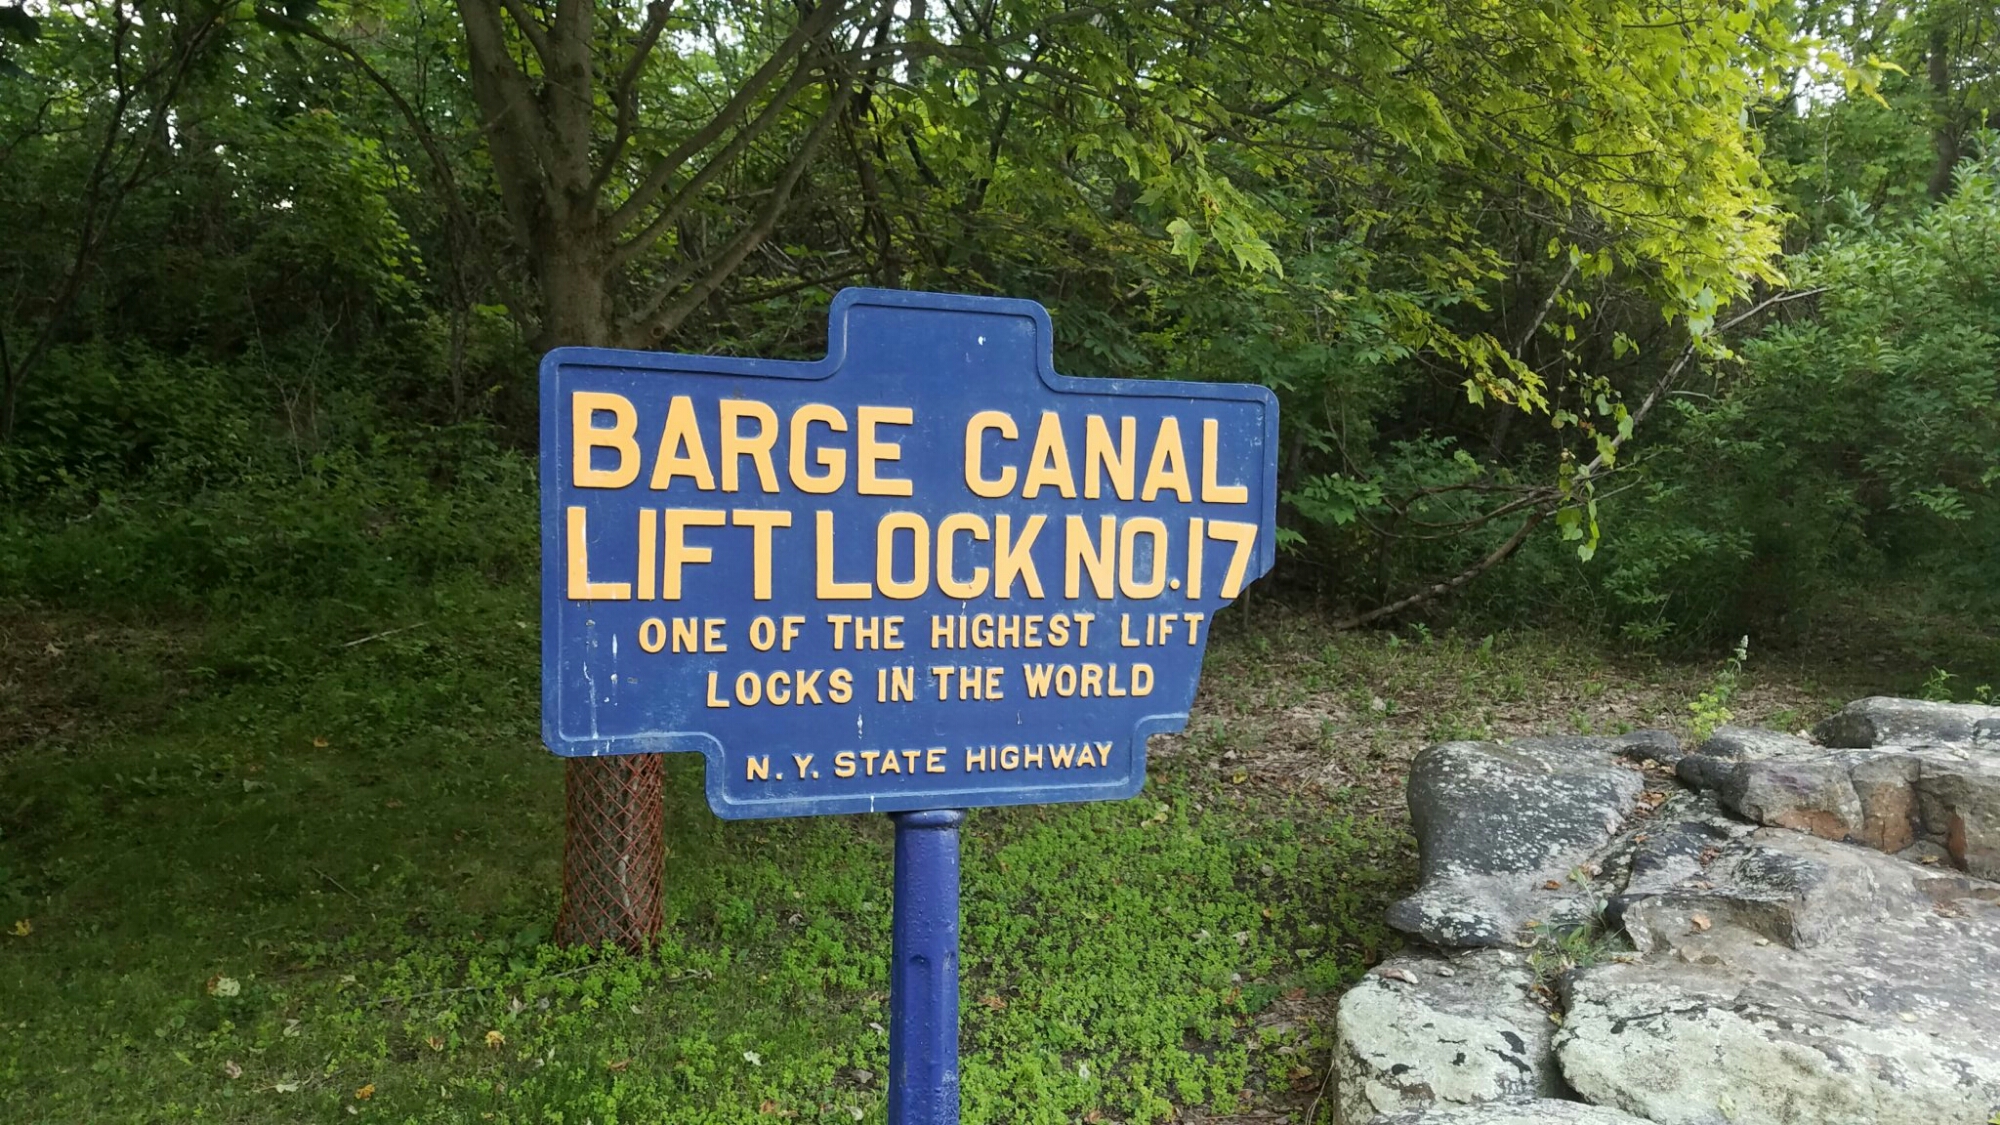 BARGE CANAL
LIFT LOCK NO.17
ONE OF THE HIGHEST LIFT
LOCKS IN THE WORLD
N.Y. STATE HIGHWAY